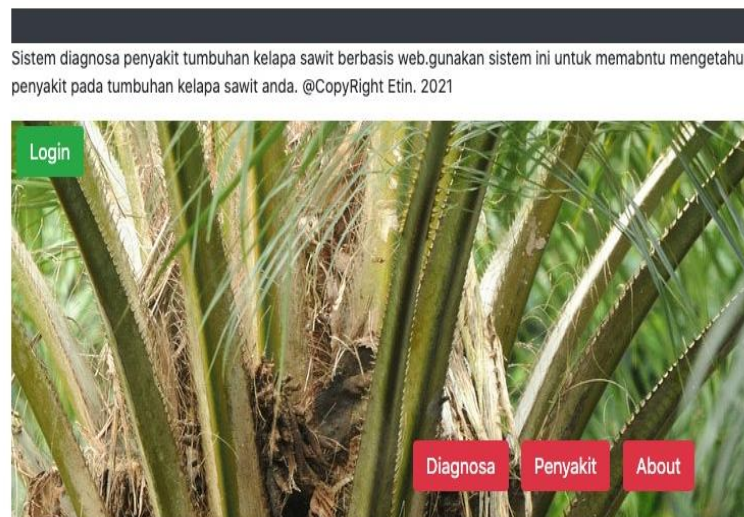 Sistem diagnosa penyakit tumbuhan kelapa sawit berbasis web.gunakan sistem ini untuk memabntu mengetahu
penyakit pada tumbuhan kelapa sawit anda. @CopyRight Etin. 2021
Login
Diagnosa Penyakit About